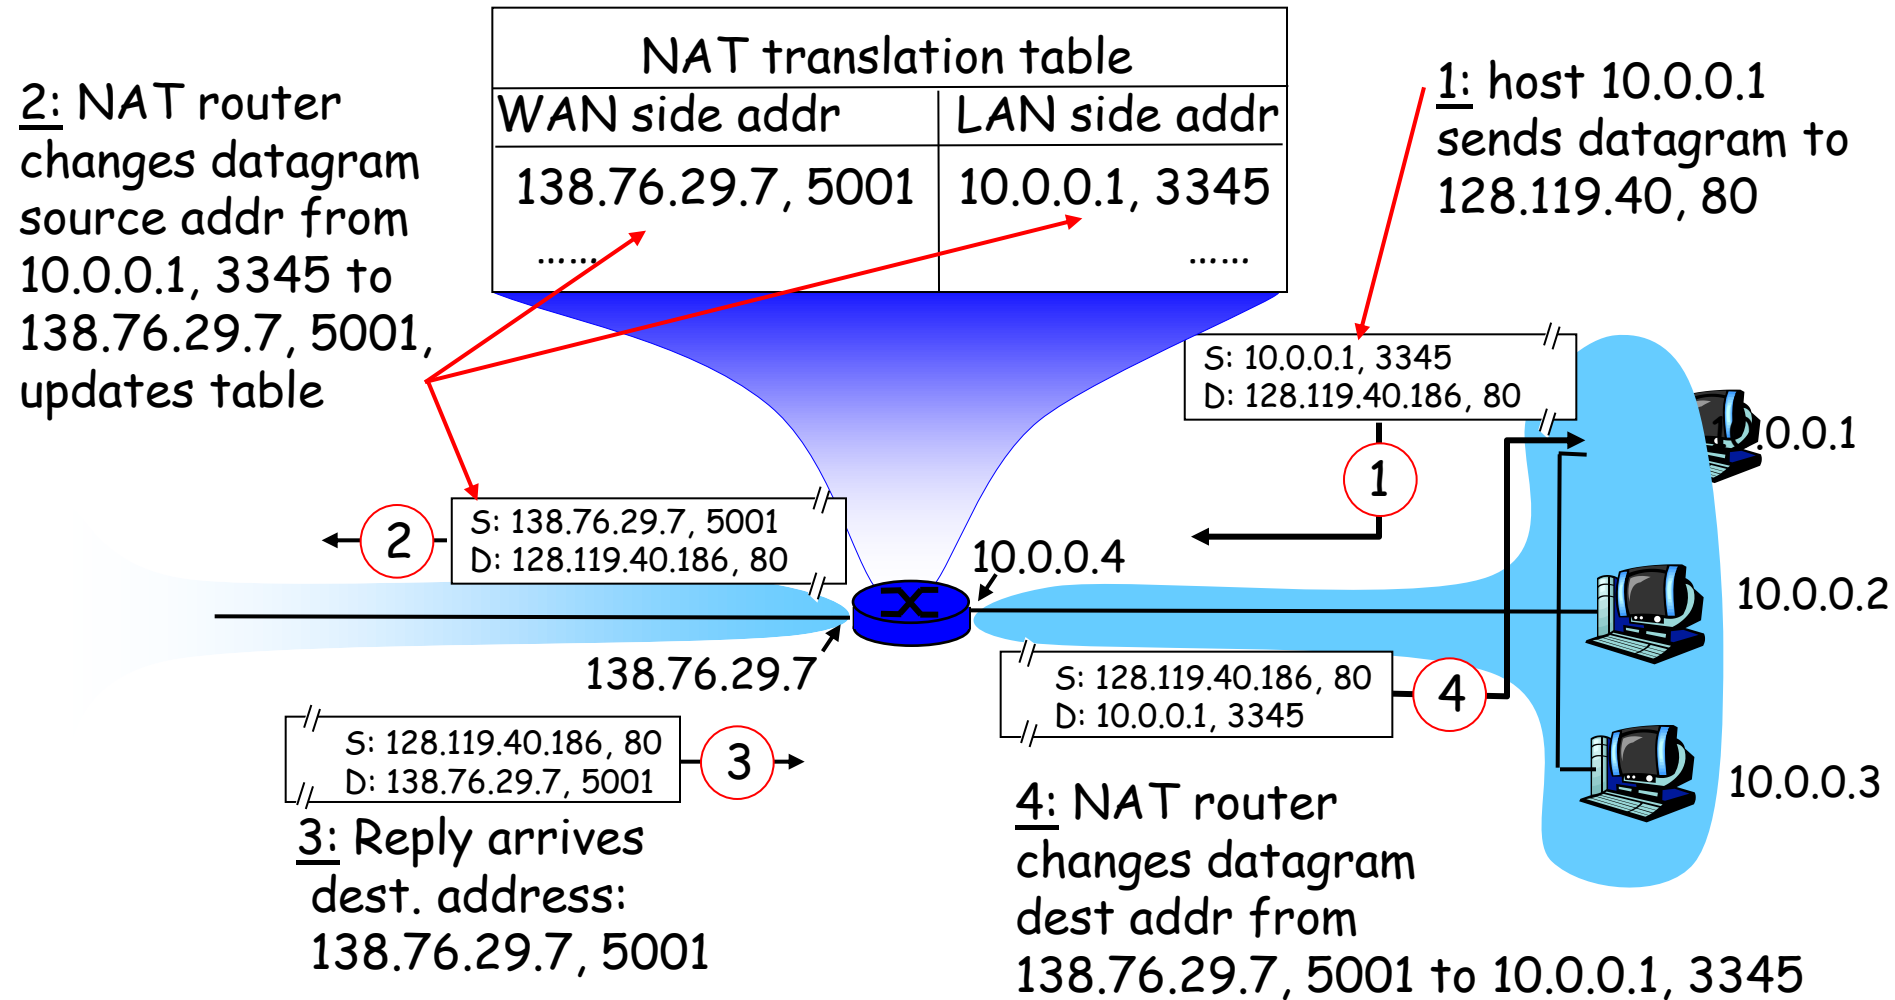 NAT translation table
WAN side addr LAN side addr
138.76.29.7, 5001 10.0.0.1, 3345
...... ......
1: host 10.0.0.1
sends datagram to
128.119.40, 80
2: NAT router
changes datagram
source addr from
10.0.0.1, 3345 to
138.76.29.7, 5001,
updates table
S: 10.0.0.1, 3345
D: 128.119.40.186, 80
1
10.0.0.1
S: 138.76.29.7, 5001
D: 128.119.40.186, 80
2
10.0.0.4
10.0.0.2
138.76.29.7
S: 128.119.40.186, 80
D: 10.0.0.1, 3345
4
S: 128.119.40.186, 80
D: 138.76.29.7, 5001
3
10.0.0.3
3: Reply arrives
dest. address:
138.76.29.7, 5001
4: NAT router
changes datagram
dest addr from
138.76.29.7, 5001 to 10.0.0.1, 3345